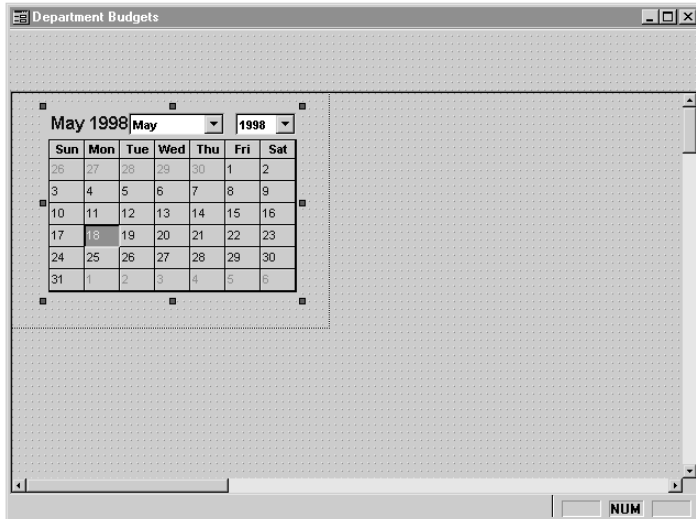 Department Budgets
May 1998 May 1998
Sun Mon Tue Wed Thu Fri Sat
26 27 28 29 30 1 2
3 4 5 6 7 8 9
10 11 12 13 14 15 16
17 18 19 20 21 22 23
24 25 26 27 28 29 30
31 1 2 3 4 5 6
NUM